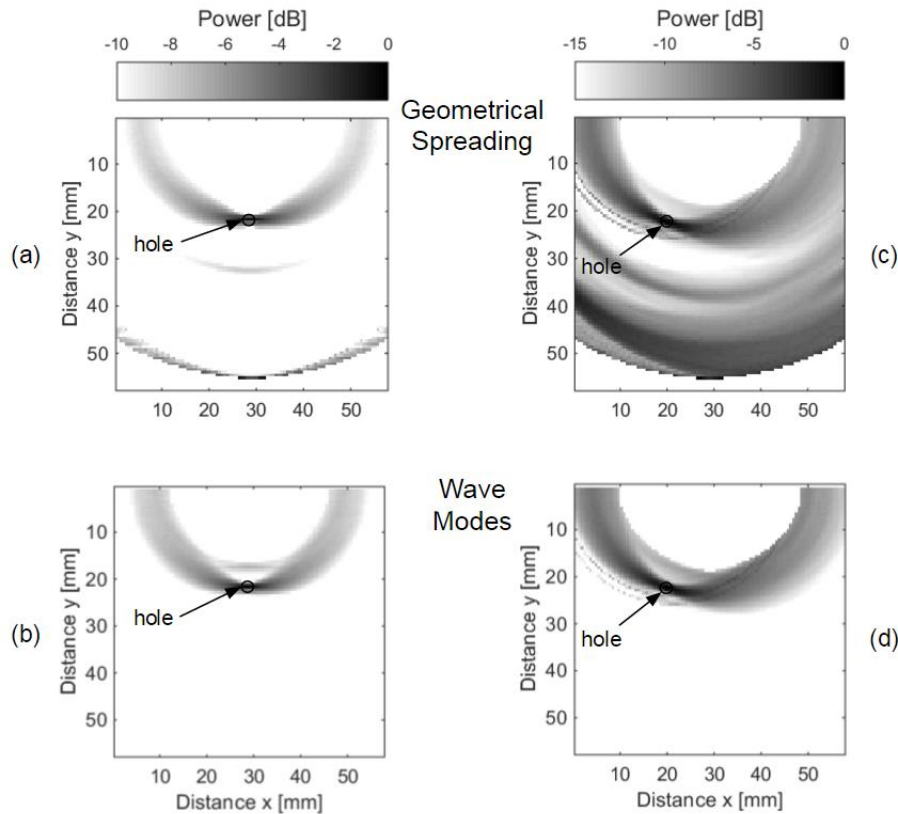 Power [dB]
-10 -8 -6 -4 -2 0
Power [dB]
-15 -10 -5 0
Geometrical
Spreading
(a)
Distance y [mm]
10
20
30
40
50
hole
10 20 30 40 50
(c)
Distance y [mm]
10
20
30
40
50
hole
10 20 30 40 50
Wave
Modes
(b)
Distance y [mm]
10
20
30
40
50
hole
10 20 30 40 50
Distance x [mm]
(d)
Distance y [mm]
10
20
30
40
50
hole
10 20 30 40 50
Distance x [mm]